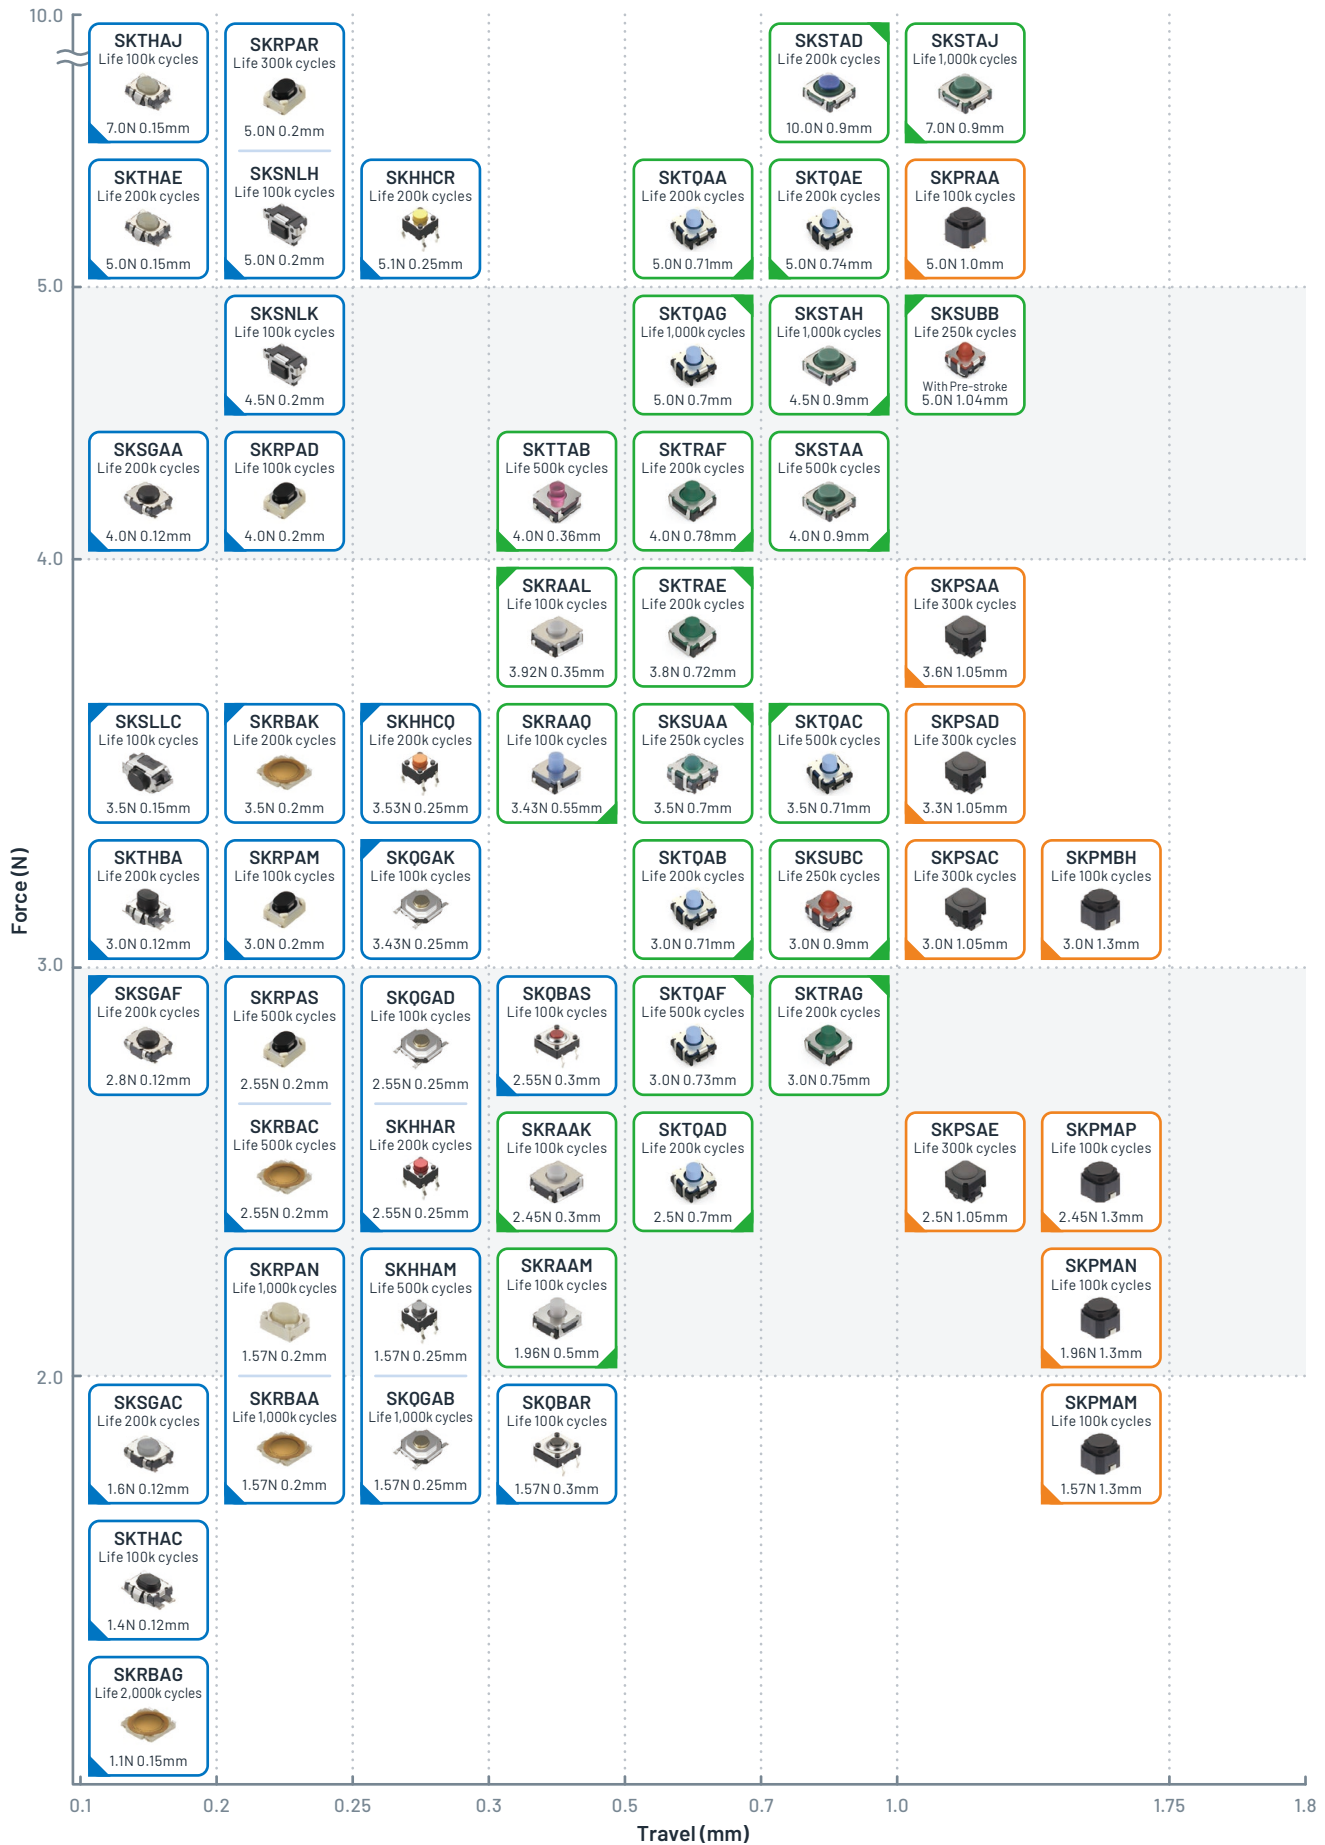 10.0
SKTHAJ
Life 100k cycles
7.0N 0.15mm
SKRPAR
Life 300k cycles
5.0N 0.2mm
SKSTAD
Life 200k cycles
10.0N 0.9mm
SKSTAJ
Life 1,000k cycles
7.0N 0.9mm
SKTHAE
Life 200k cycles
5.0N 0.15mm
SKSNLH
Life 100k cycles
5.0N 0.2mm
SKHHCR
Life 200k cycles
5.1N 0.25mm
SKTQAA
Life 200k cycles
5.0N 0.71mm
SKTQAE
Life 200k cycles
5.0N 0.74mm
SKPRAA
Life 100k cycles
5.0N 1.0mm
5.0
SKSNLK
Life 100k cycles
4.5N 0.2mm
SKTQAG
Life 1,000k cycles
5.0N 0.7mm
SKSTAH
Life 1,000k cycles
4.5N 0.9mm
SKSUBB
Life 250k cycles
With Pre-stroke
5.0N 1.04mm
SKSGAA
Life 200k cycles
4.0N 0.12mm
SKRPAD
Life 100k cycles
4.0N 0.2mm
SKTTAB
Life 500k cycles
4.0N 0.36mm
SKTRAF
Life 200k cycles
4.0N 0.78mm
SKSTAA
Life 500k cycles
4.0N 0.9mm
4.0
SKRAAL
Life 100k cycles
3.92N 0.35mm
SKTRAE
Life 200k cycles
3.8N 0.72mm
SKPSAA
Life 300k cycles
3.6N 1.05mm
SKSLLC
Life 100k cycles
3.5N 0.15mm
SKRBAK
Life 200k cycles
3.5N 0.2mm
SKHHCQ
Life 200k cycles
3.53N 0.25mm
SKRAAQ
Life 100k cycles
3.43N 0.55mm
SKSUAA
Life 250k cycles
3.5N 0.7mm
SKTQAC
Life 500k cycles
3.5N 0.71mm
SKPSAD
Life 300k cycles
3.3N 1.05mm
SKTHBA
Life 200k cycles
3.0N 0.12mm
SKRPAM
Life 100k cycles
3.0N 0.2mm
SKQGAK
Life 100k cycles
3.43N 0.25mm
SKTQAB
Life 200k cycles
3.0N 0.71mm
SKSUBC
Life 250k cycles
3.0N 0.9mm
SKPSAC
Life 300k cycles
3.0N 1.05mm
SKPMBH
Life 100k cycles
3.0N 1.3mm
Force (N)
3.0
SKSGAF
Life 200k cycles
2.8N 0.12mm
SKRPAS
Life 500k cycles
2.55N 0.2mm
SKQGAD
Life 100k cycles
2.55N 0.25mm
SKQBAS
Life 100k cycles
2.55N 0.3mm
SKTQAF
Life 500k cycles
3.0N 0.73mm
SKTRAG
Life 200k cycles
3.0N 0.75mm
SKRBAC
Life 500k cycles
2.55N 0.2mm
SKHHAR
Life 200k cycles
2.55N 0.25mm
SKRAAK
Life 100k cycles
2.45N 0.3mm
SKTQAD
Life 200k cycles
2.5N 0.7mm
SKPSAE
Life 300k cycles
2.5N 1.05mm
SKPMAP
Life 100k cycles
2.45N 1.3mm
SKRPAN
Life 1,000k cycles
1.57N 0.2mm
SKHHAM
Life 500k cycles
1.57N 0.25mm
SKRAAM
Life 100k cycles
1.96N 0.5mm
SKPMAN
Life 100k cycles
1.96N 1.3mm
2.0
SKSGAC
Life 200k cycles
1.6N 0.12mm
SKRBAA
Life 1,000k cycles
1.57N 0.2mm
SKQGAB
Life 1,000k cycles
1.57N 0.25mm
SKQBAR
Life 100k cycles
1.57N 0.3mm
SKPMAM
Life 100k cycles
1.57N 1.3mm
SKTHAC
Life 100k cycles
1.4N 0.12mm
SKRBAG
Life 2,000k cycles
1.1N 0.15mm
0.1 0.2 0.25 0.3 0.5 0.7 1.0 1.75 1.8
Travel (mm)